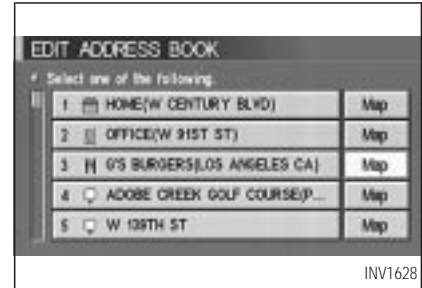 EDIT ADDRESS BOOK
Select one of the following.
1 HOME(W CENTURY BLVD) Map
2 OFFICE(W 91ST ST) Map
3 G'S BURGERS(LOS ANGELES CA) Map
4 ADOBE CREEK GOLF COURSE(P... Map
5 W 139TH ST Map
INV1628